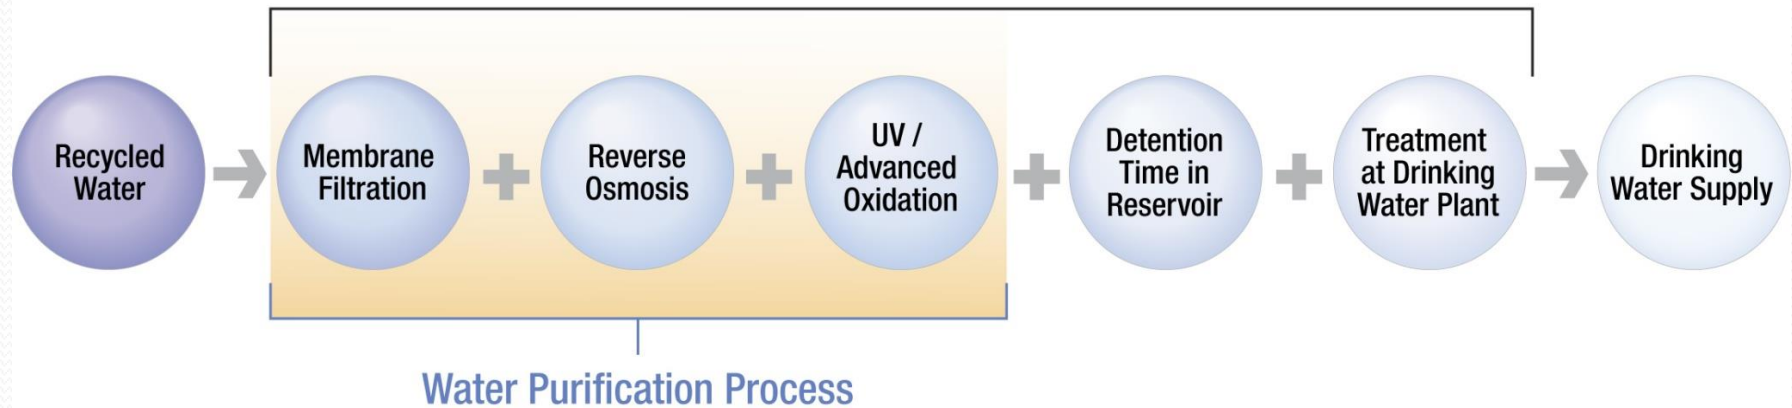 Recycled
Water
Membrane
Filtration
Reverse
Osmosis
UV /
Advanced
Oxidation
Detention
Time in
Reservoir
Treatment
at Drinking
Water Plant
Drinking
Water Supply
Water Purification Process